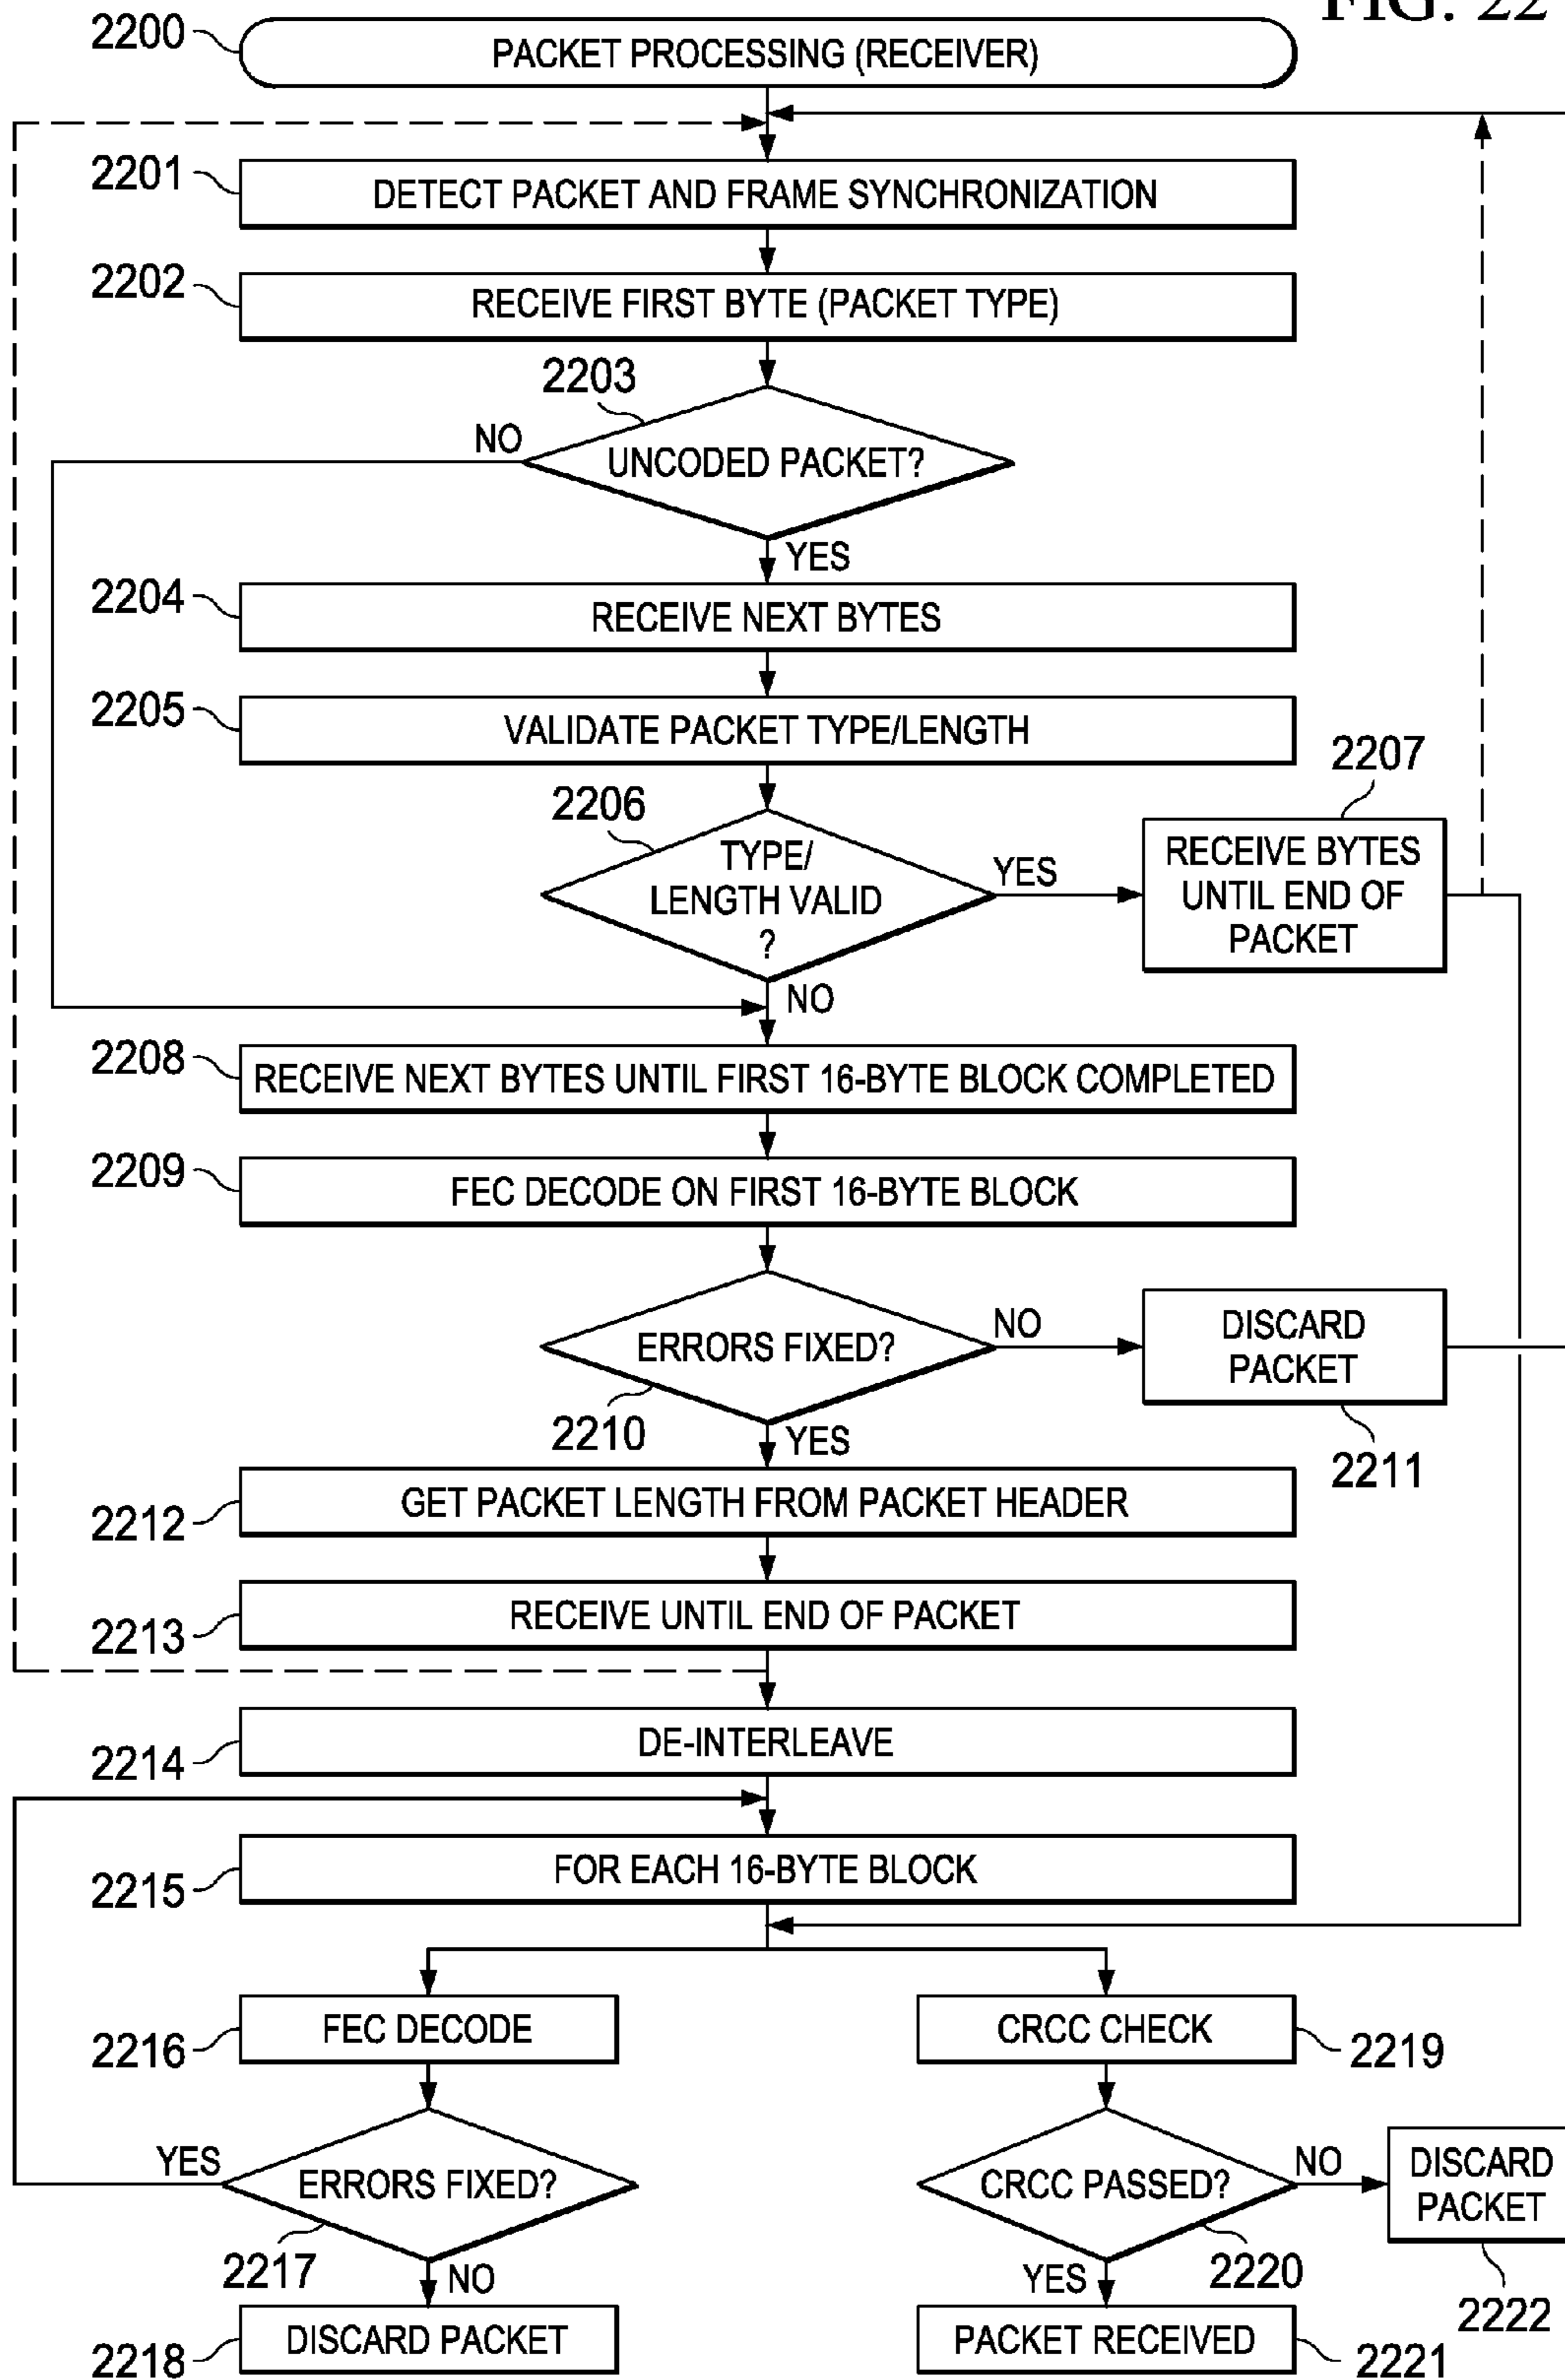 FIG. 22
2200
PACKET PROCESSING (RECEIVER)
2201
DETECT PACKET AND FRAME SYNCHRONIZATION
2202
RECEIVE FIRST BYTE (PACKET TYPE)
2203
NO
UNCODED PACKET?
YES
2204
RECEIVE NEXT BYTES
2205
VALIDATE PACKET TYPE/LENGTH
2206
TYPE/
LENGTH VALID
?
YES
2207
RECEIVE BYTES
UNTIL END OF
PACKET
NO
2208
RECEIVE NEXT BYTES UNTIL FIRST 16-BYTE BLOCK COMPLETED
2209
FEC DECODE ON FIRST 16-BYTE BLOCK
ERRORS FIXED?
NO
DISCARD
PACKET
2210
YES
2211
2212
GET PACKET LENGTH FROM PACKET HEADER
2213
RECEIVE UNTIL END OF PACKET
2214
DE-INTERLEAVE
2215
FOR EACH 16-BYTE BLOCK
2216
FEC DECODE
CRCC CHECK
2219
YES
ERRORS FIXED?
CRCC PASSED?
NO
DISCARD
PACKET
2217
NO
YES
2220
2222
2218
DISCARD PACKET
PACKET RECEIVED
2221